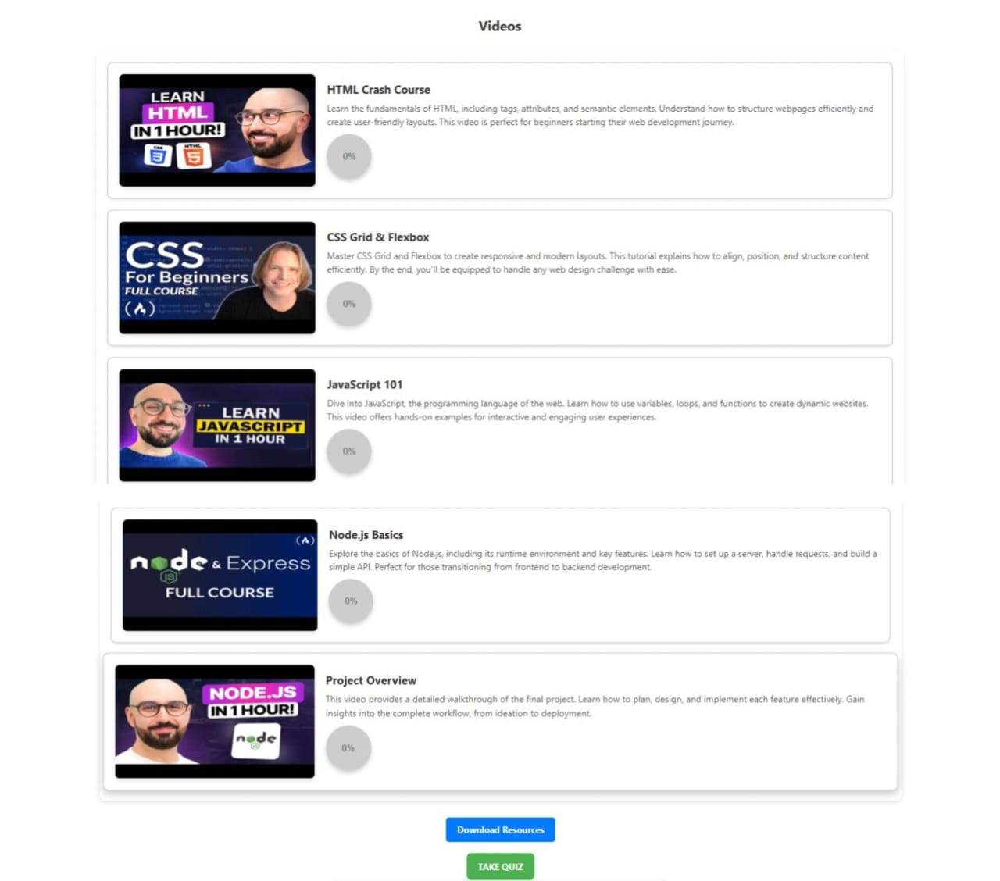 Videos
LEARN
HTML
IN 1 HOUR!
CSS
3
HTML
5
HTML Crash Course
Learn the fundamentals of HTML, including tags, attributes, and semantic elements. Understand how to structure webpages efficiently and
create user-friendly layouts. This video is perfect for beginners starting their web development journey.
0%
CSS
For Beginners
FULL COURSE
CSS Grid & Flexbox
Master CSS Grid and Flexbox to create responsive and modern layouts. This tutorial explains how to align, position, and structure content
efficiently. By the end, you'll be equipped to handle any web design challenge with ease.
0%
LEARN
JAVASCRIPT
IN 1 HOUR
JavaScript 101
Dive into JavaScript, the programming language of the web. Learn how to use variables, loops, and functions to create dynamic websites.
This video offers hands-on examples for interactive and engaging user experiences.
0%
node & Express
JS
FULL COURSE
Node.js Basics
Explore the basics of Node.js, including its runtime environment and key features. Learn how to set up a server, handle requests, and build a
simple API. Perfect for those transitioning from frontend to backend development.
0%
NODE.JS
IN 1 HOUR!
node
JS
Project Overview
This video provides a detailed walkthrough of the final project. Learn how to plan, design, and implement each feature effectively. Gain
insights into the complete workflow, from ideation to deployment.
0%
Download Resources
TAKE QUIZ